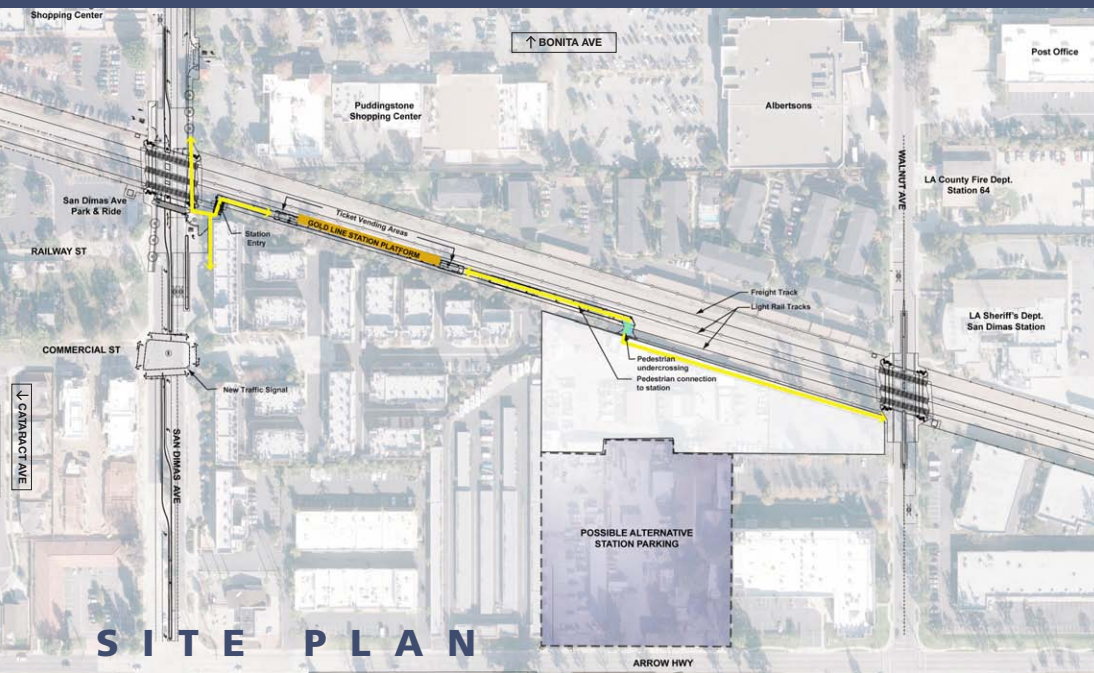 Shopping Center
↑ BONITA AVE
Post Office
Puddingstone
Shopping Center
Albertsons
WALNUT AVE
LA County Fire Dept.
Station 64
San Dimas Ave
Park & Ride
Ticket Vending Areas
GOLD LINE STATION PLATFORM
Station
Entry
RAILWAY ST
Freight Track
Light Rail Tracks
LA Sheriff's Dept.
San Dimas Station
COMMERCIAL ST
Pedestrian
undercrossing
Pedestrian connection
to station
New Traffic Signal
← CATARACT AVE
SAN DIMAS AVE
POSSIBLE ALTERNATIVE
STATION PARKING
SITE PLAN
ARROW HWY